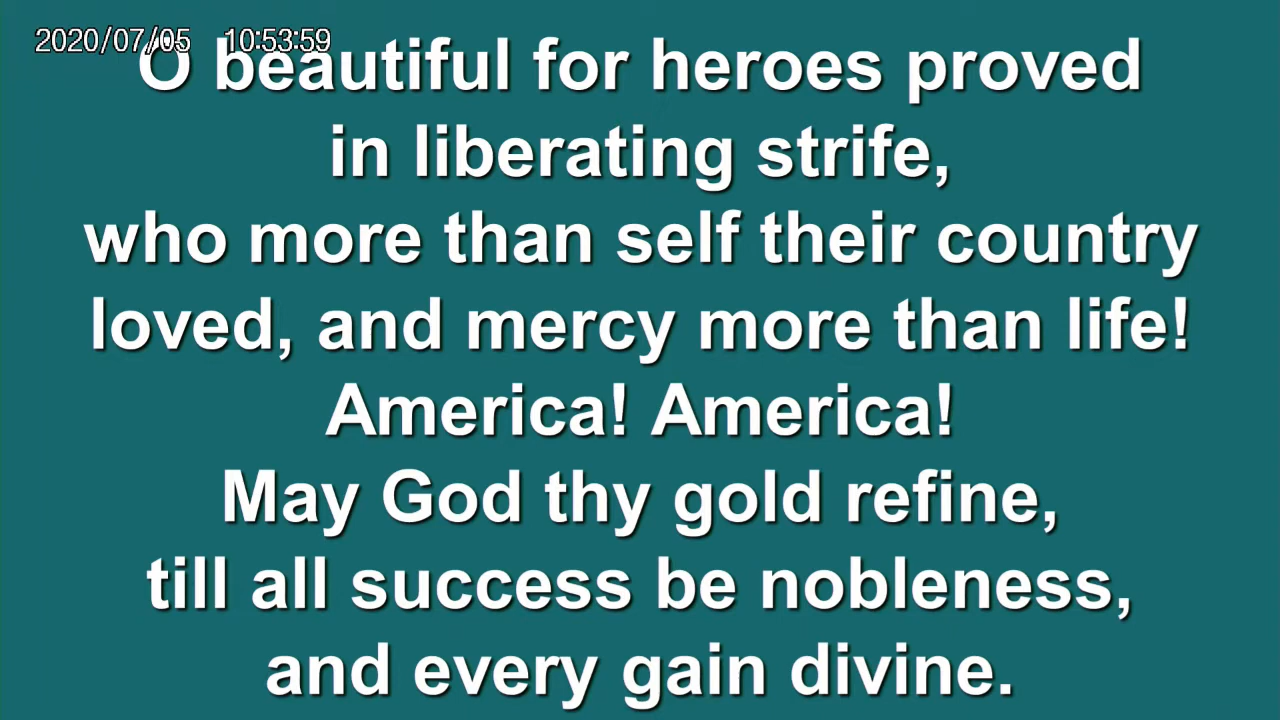 2020/07/05 10:53:59
O beautiful for heroes proved
in liberating strife,
who more than self their country
loved, and mercy more than life!
America! America!
May God thy gold refine,
till all success be nobleness,
and every gain divine.